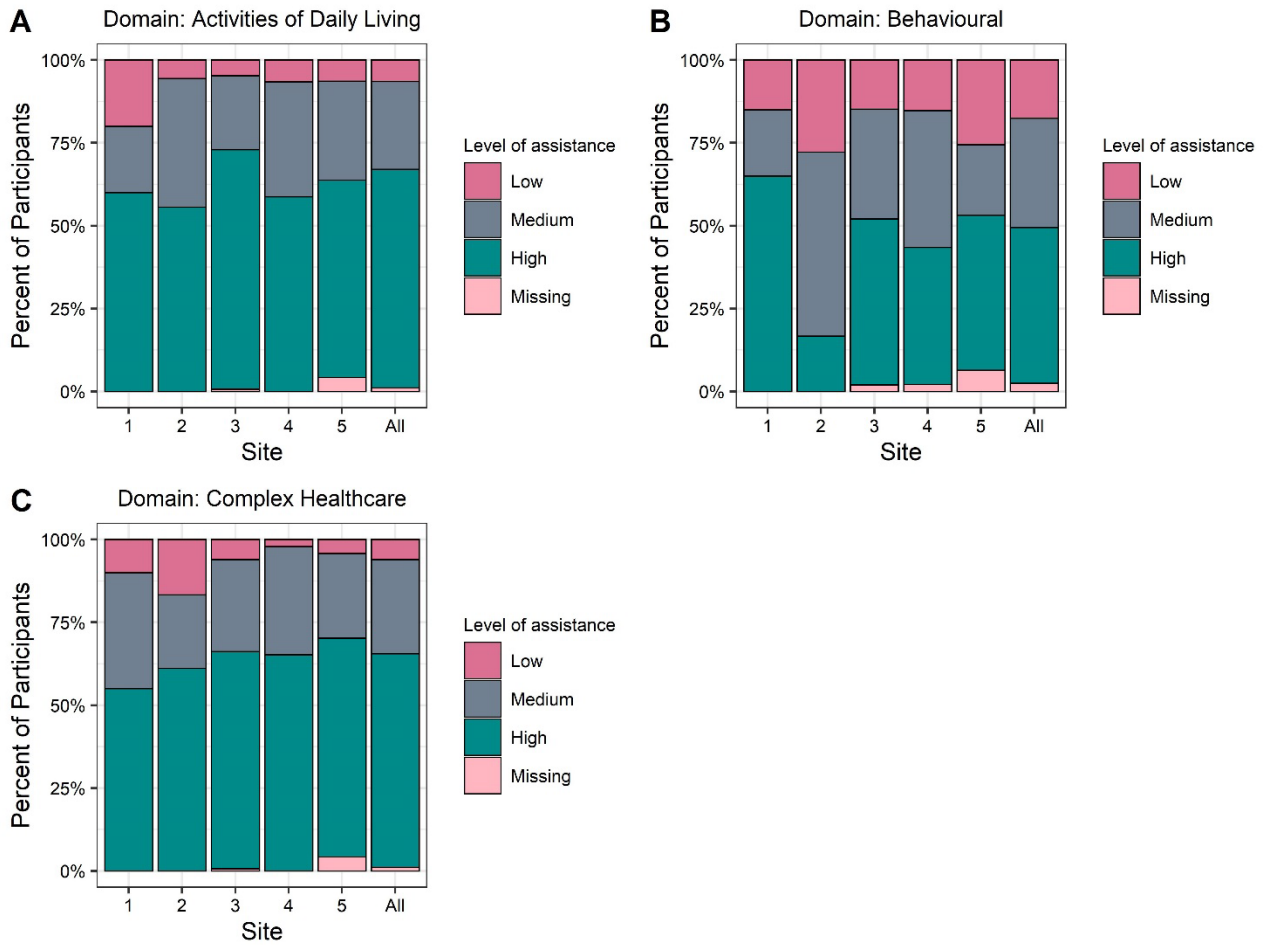 A
Domain: Activities of Daily Living
100%
75%
50%
25%
0%
Percent of Participants
1 2 3 4 5 All
Site
Level of assistance
Low
Medium
High
Missing
B
Domain: Behavioural
100%
75%
50%
25%
0%
Percent of Participants
1 2 3 4 5 All
Site
Level of assistance
Low
Medium
High
Missing
C
Domain: Complex Healthcare
100%
75%
50%
25%
0%
Percent of Participants
1 2 3 4 5 All
Site
Level of assistance
Low
Medium
High
Missing